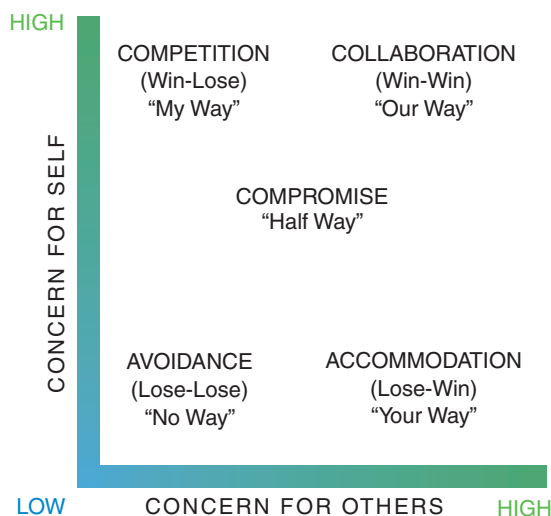 HIGH
COMPETITION
(Win-Lose)
“My Way”
COLLABORATION
(Win-Win)
“Our Way”
CONCERN FOR SELF
COMPROMISE
“Half Way”
AVOIDANCE
(Lose-Lose)
“No Way”
ACCOMMODATION
(Lose-Win)
“Your Way”
LOW
CONCERN FOR OTHERS
HIGH